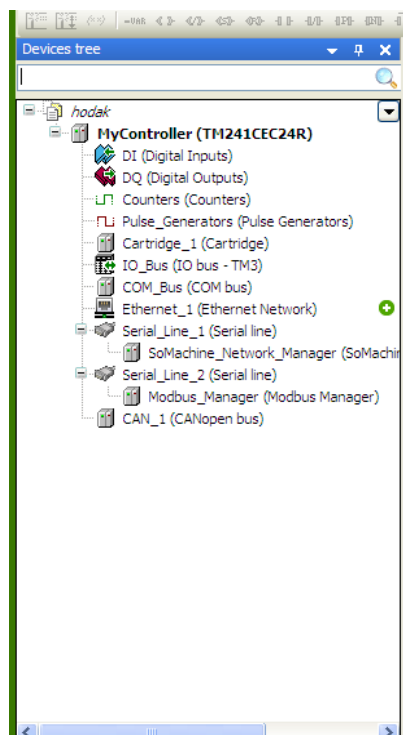 Devices tree
hodak
MyController (TM241CEC24R)
DI (Digital Inputs)
DQ (Digital Outputs)
Counters (Counters)
Pulse_Generators (Pulse Generators)
Cartridge_1 (Cartridge)
IO_Bus (IO bus - TM3)
COM_Bus (COM bus)
Ethernet_1 (Ethernet Network)
Serial_Line_1 (Serial line)
SoMachine_Network_Manager (SoMachin
Serial_Line_2 (Serial line)
Modbus_Manager (Modbus Manager)
CAN_1 (CANopen bus)